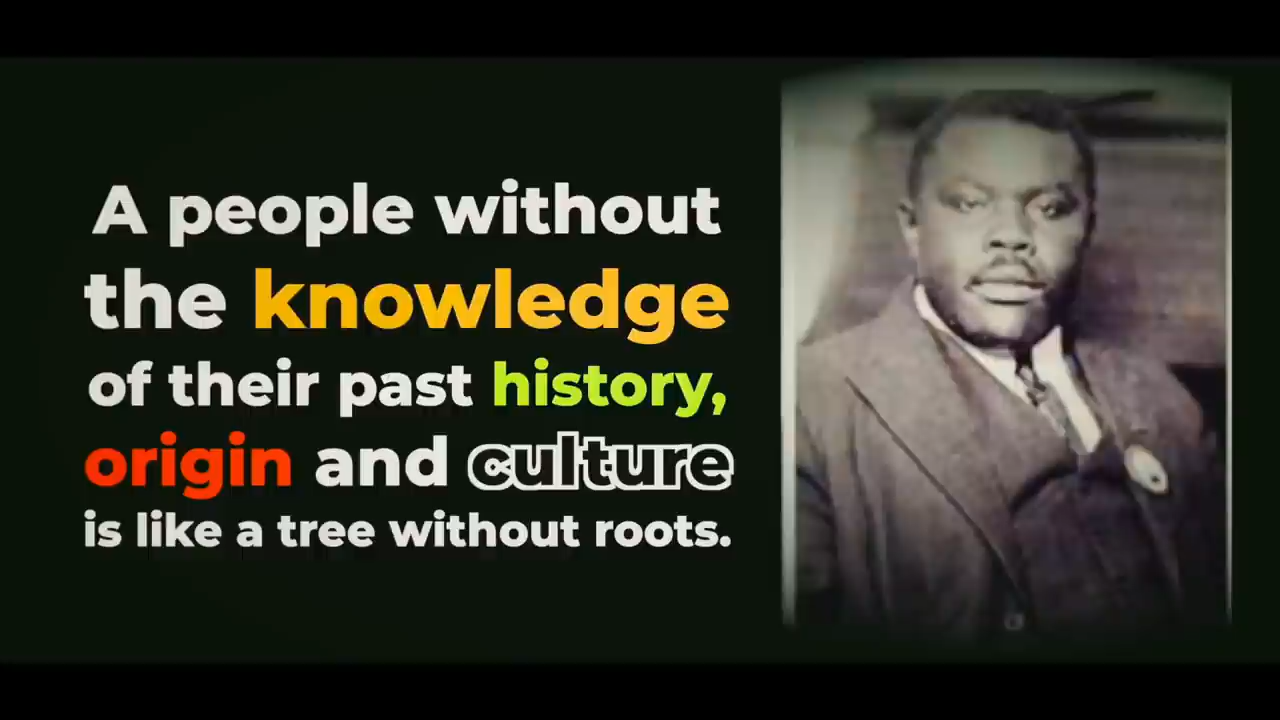 A people without
the knowledge
of their past history,
origin and culture
is like a tree without roots.